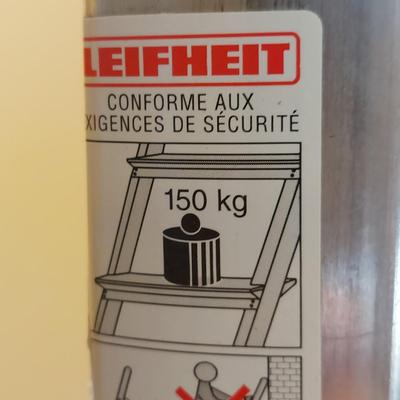 LEIFHEIT
CONFORME AUX
XIGENCES DE SÉCURITÉ
150 kg